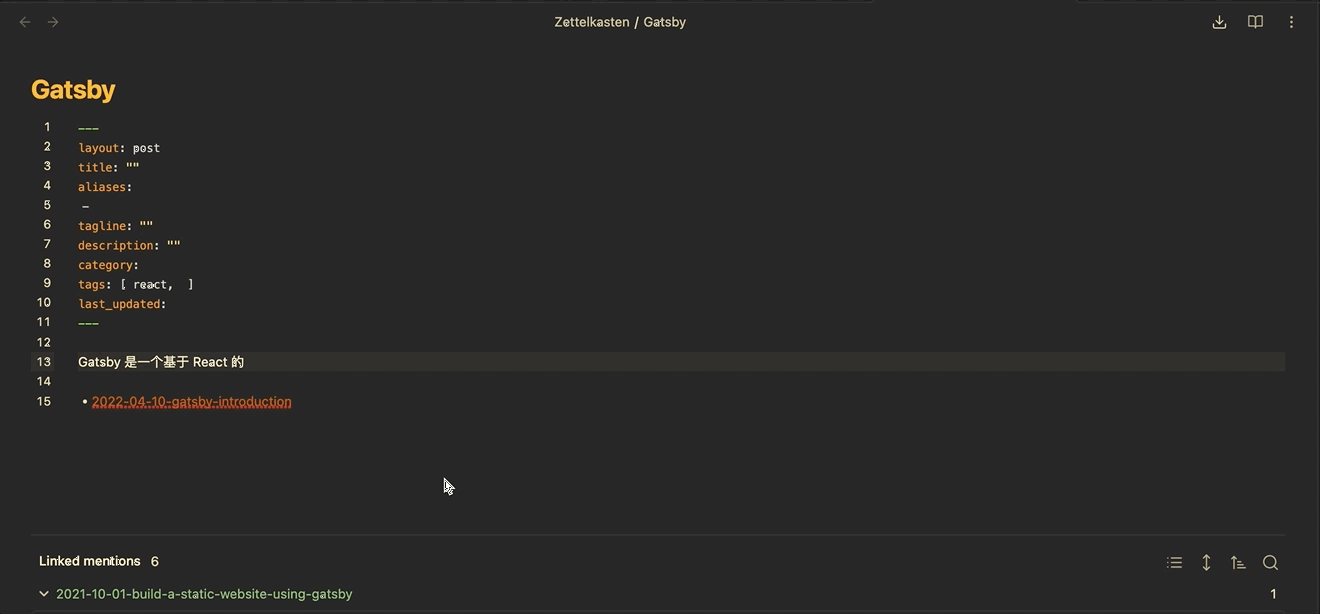 Zettelkasten / Gatsby
Gatsby
1 ---
2 layout: post
3 title: ""
4 aliases:
5 -
6 tagline: ""
7 description: ""
8 category:
9 tags: [ react,  ]
10 last_updated:
11 ---
12
13 Gatsby 是一个基于 React 的
14
15 • 2022-04-10-gatsby-introduction
Linked mentions 6
2021-10-01-build-a-static-website-using-gatsby 1